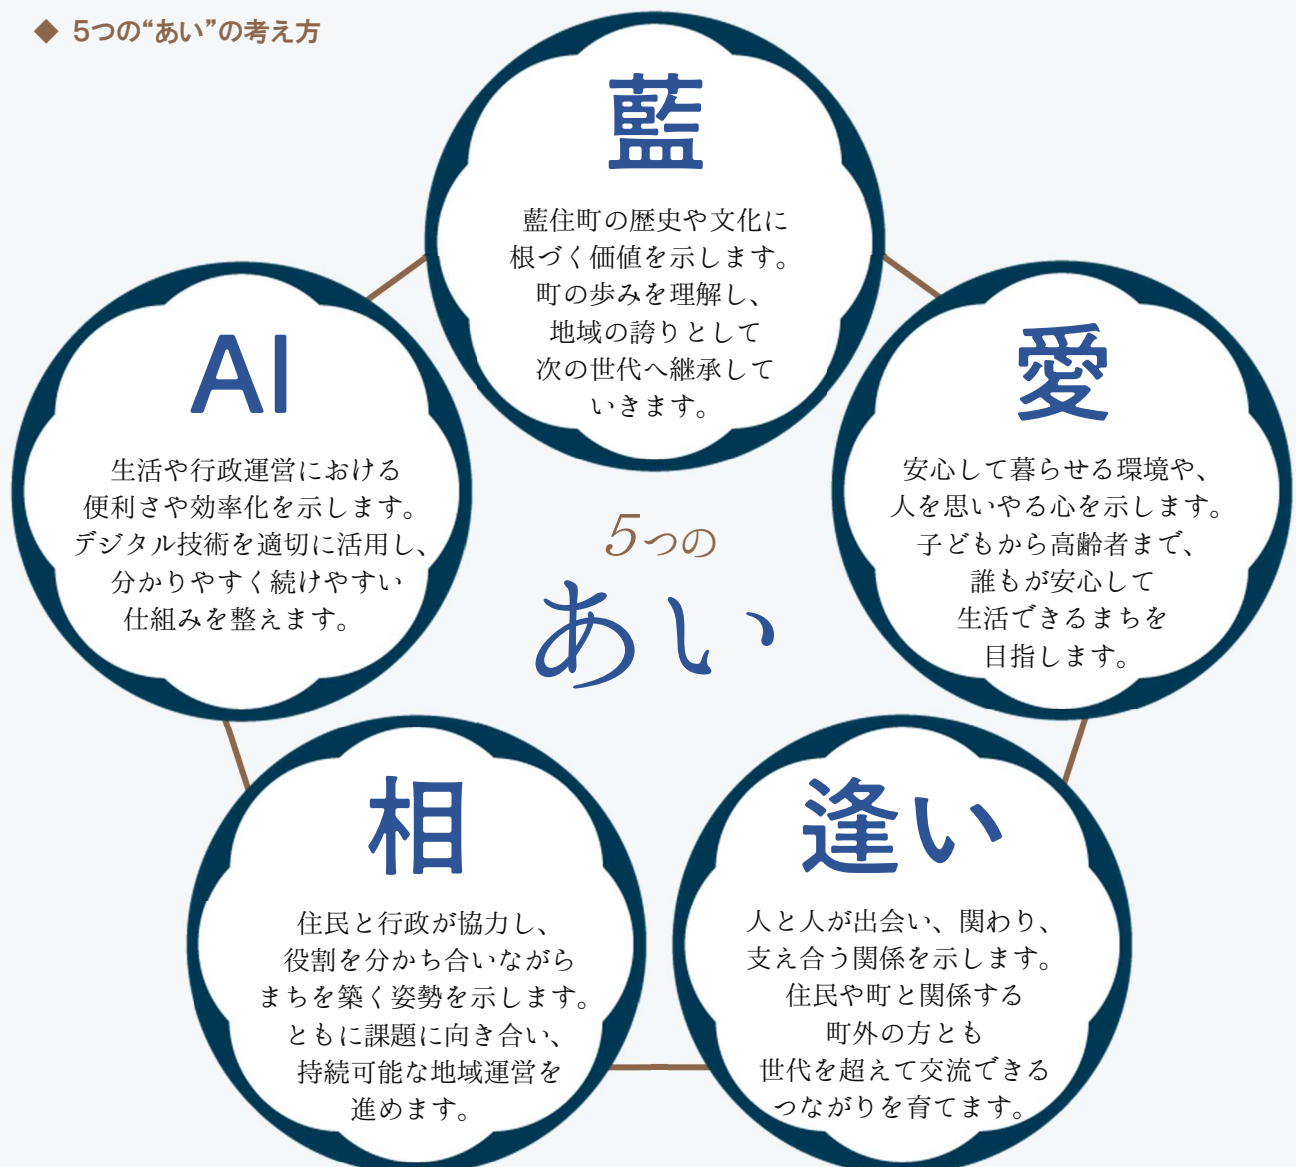 ◆ 5つの“あい”の考え方
藍
藍住町の歴史や文化に
根づく価値を示します。
町の歩みを理解し、
地域の誇りとして
次の世代へ継承して
いきます。
AI
生活や行政運営における
便利さや効率化を示します。
デジタル技術を適切に活用し、
分かりやすく続けやすい
仕組みを整えます。
愛
安心して暮らせる環境や、
人を思いやる心を示します。
子どもから高齢者まで、
誰もが安心して
生活できるまちを
目指します。
5つの
あい
相
住民と行政が協力し、
役割を分かち合いながら
まちを築く姿勢を示します。
ともに課題に向き合い、
持続可能な地域運営を
進めます。
逢い
人と人が出会い、関わり、
支え合う関係を示します。
住民や町と関係する
町外の方とも
世代を超えて交流できる
つながりを育てます。